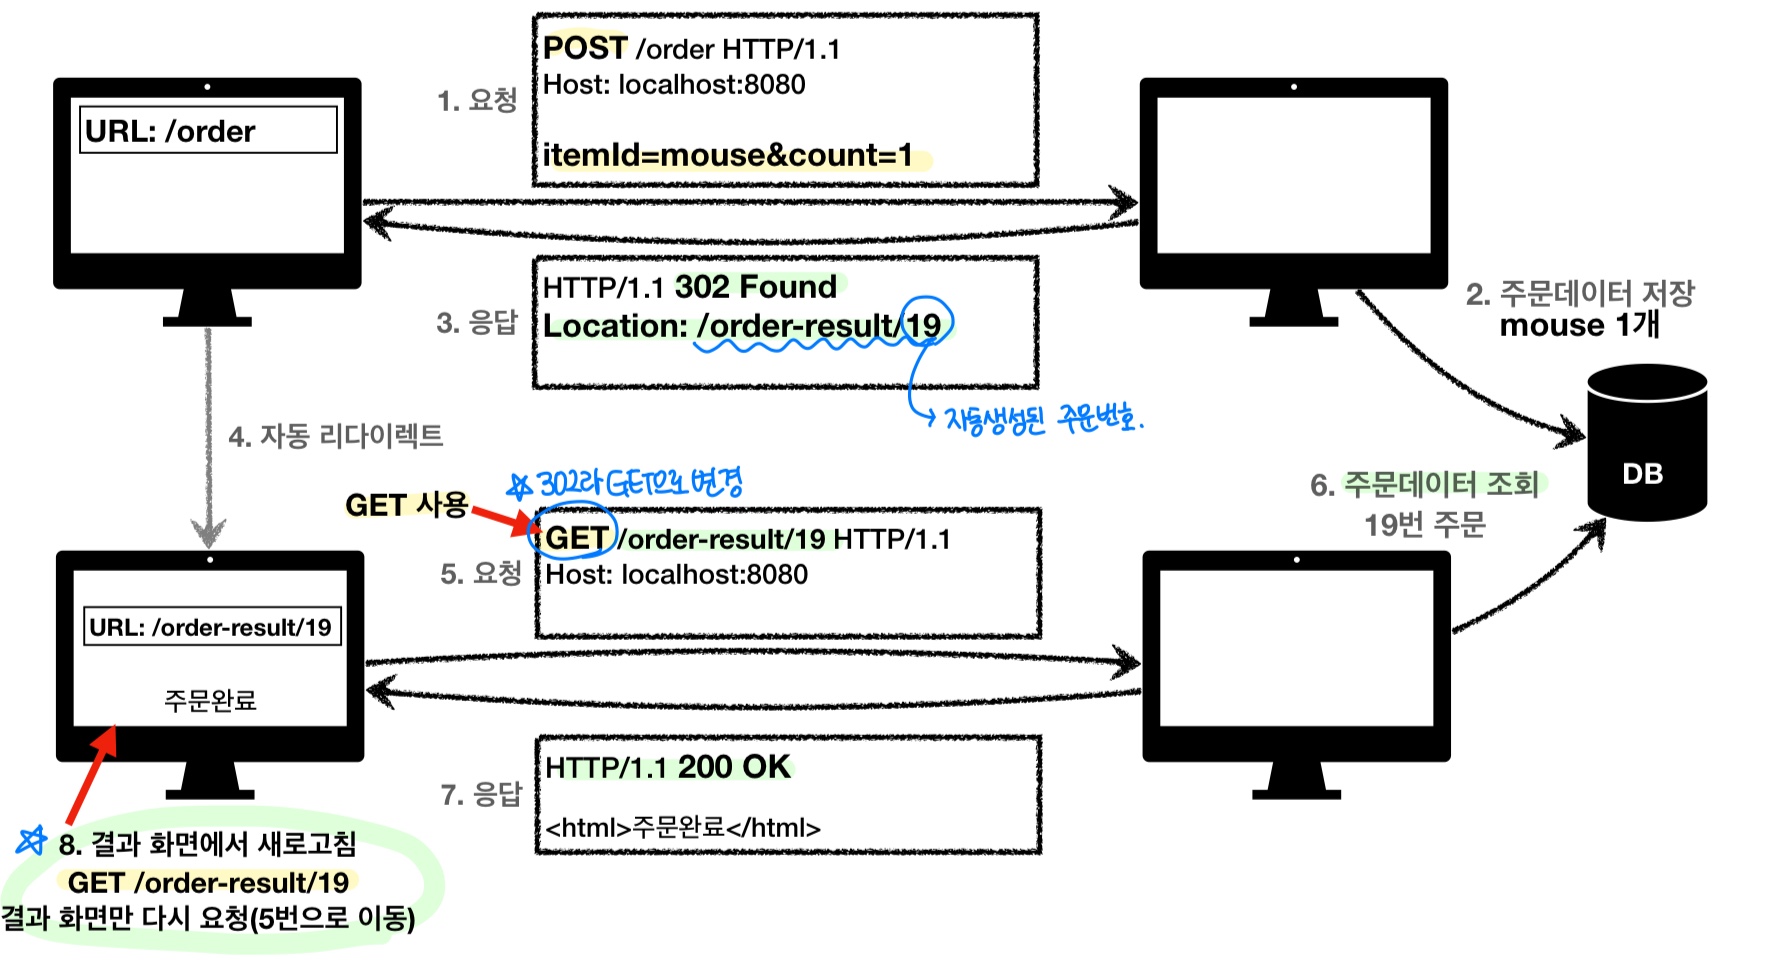 1. 요청
POST /order HTTP/1.1
Host: localhost:8080
itemId=mouse&count=1
URL: /order
2. 주문데이터 저장
mouse 1개
3. 응답
HTTP/1.1 302 Found
Location: /order-result/19
→ 자동생성된 주문번호.
4. 자동 리다이렉트
DB
☆ 302라 GET으로 변경
GET 사용
5. 요청
GET /order-result/19 HTTP/1.1
Host: localhost:8080
6. 주문데이터 조회
19번 주문
URL: /order-result/19
주문완료
7. 응답
HTTP/1.1 200 OK
<html>주문완료</html>
☆ 8. 결과 화면에서 새로고침
GET /order-result/19
결과 화면만 다시 요청(5번으로 이동)